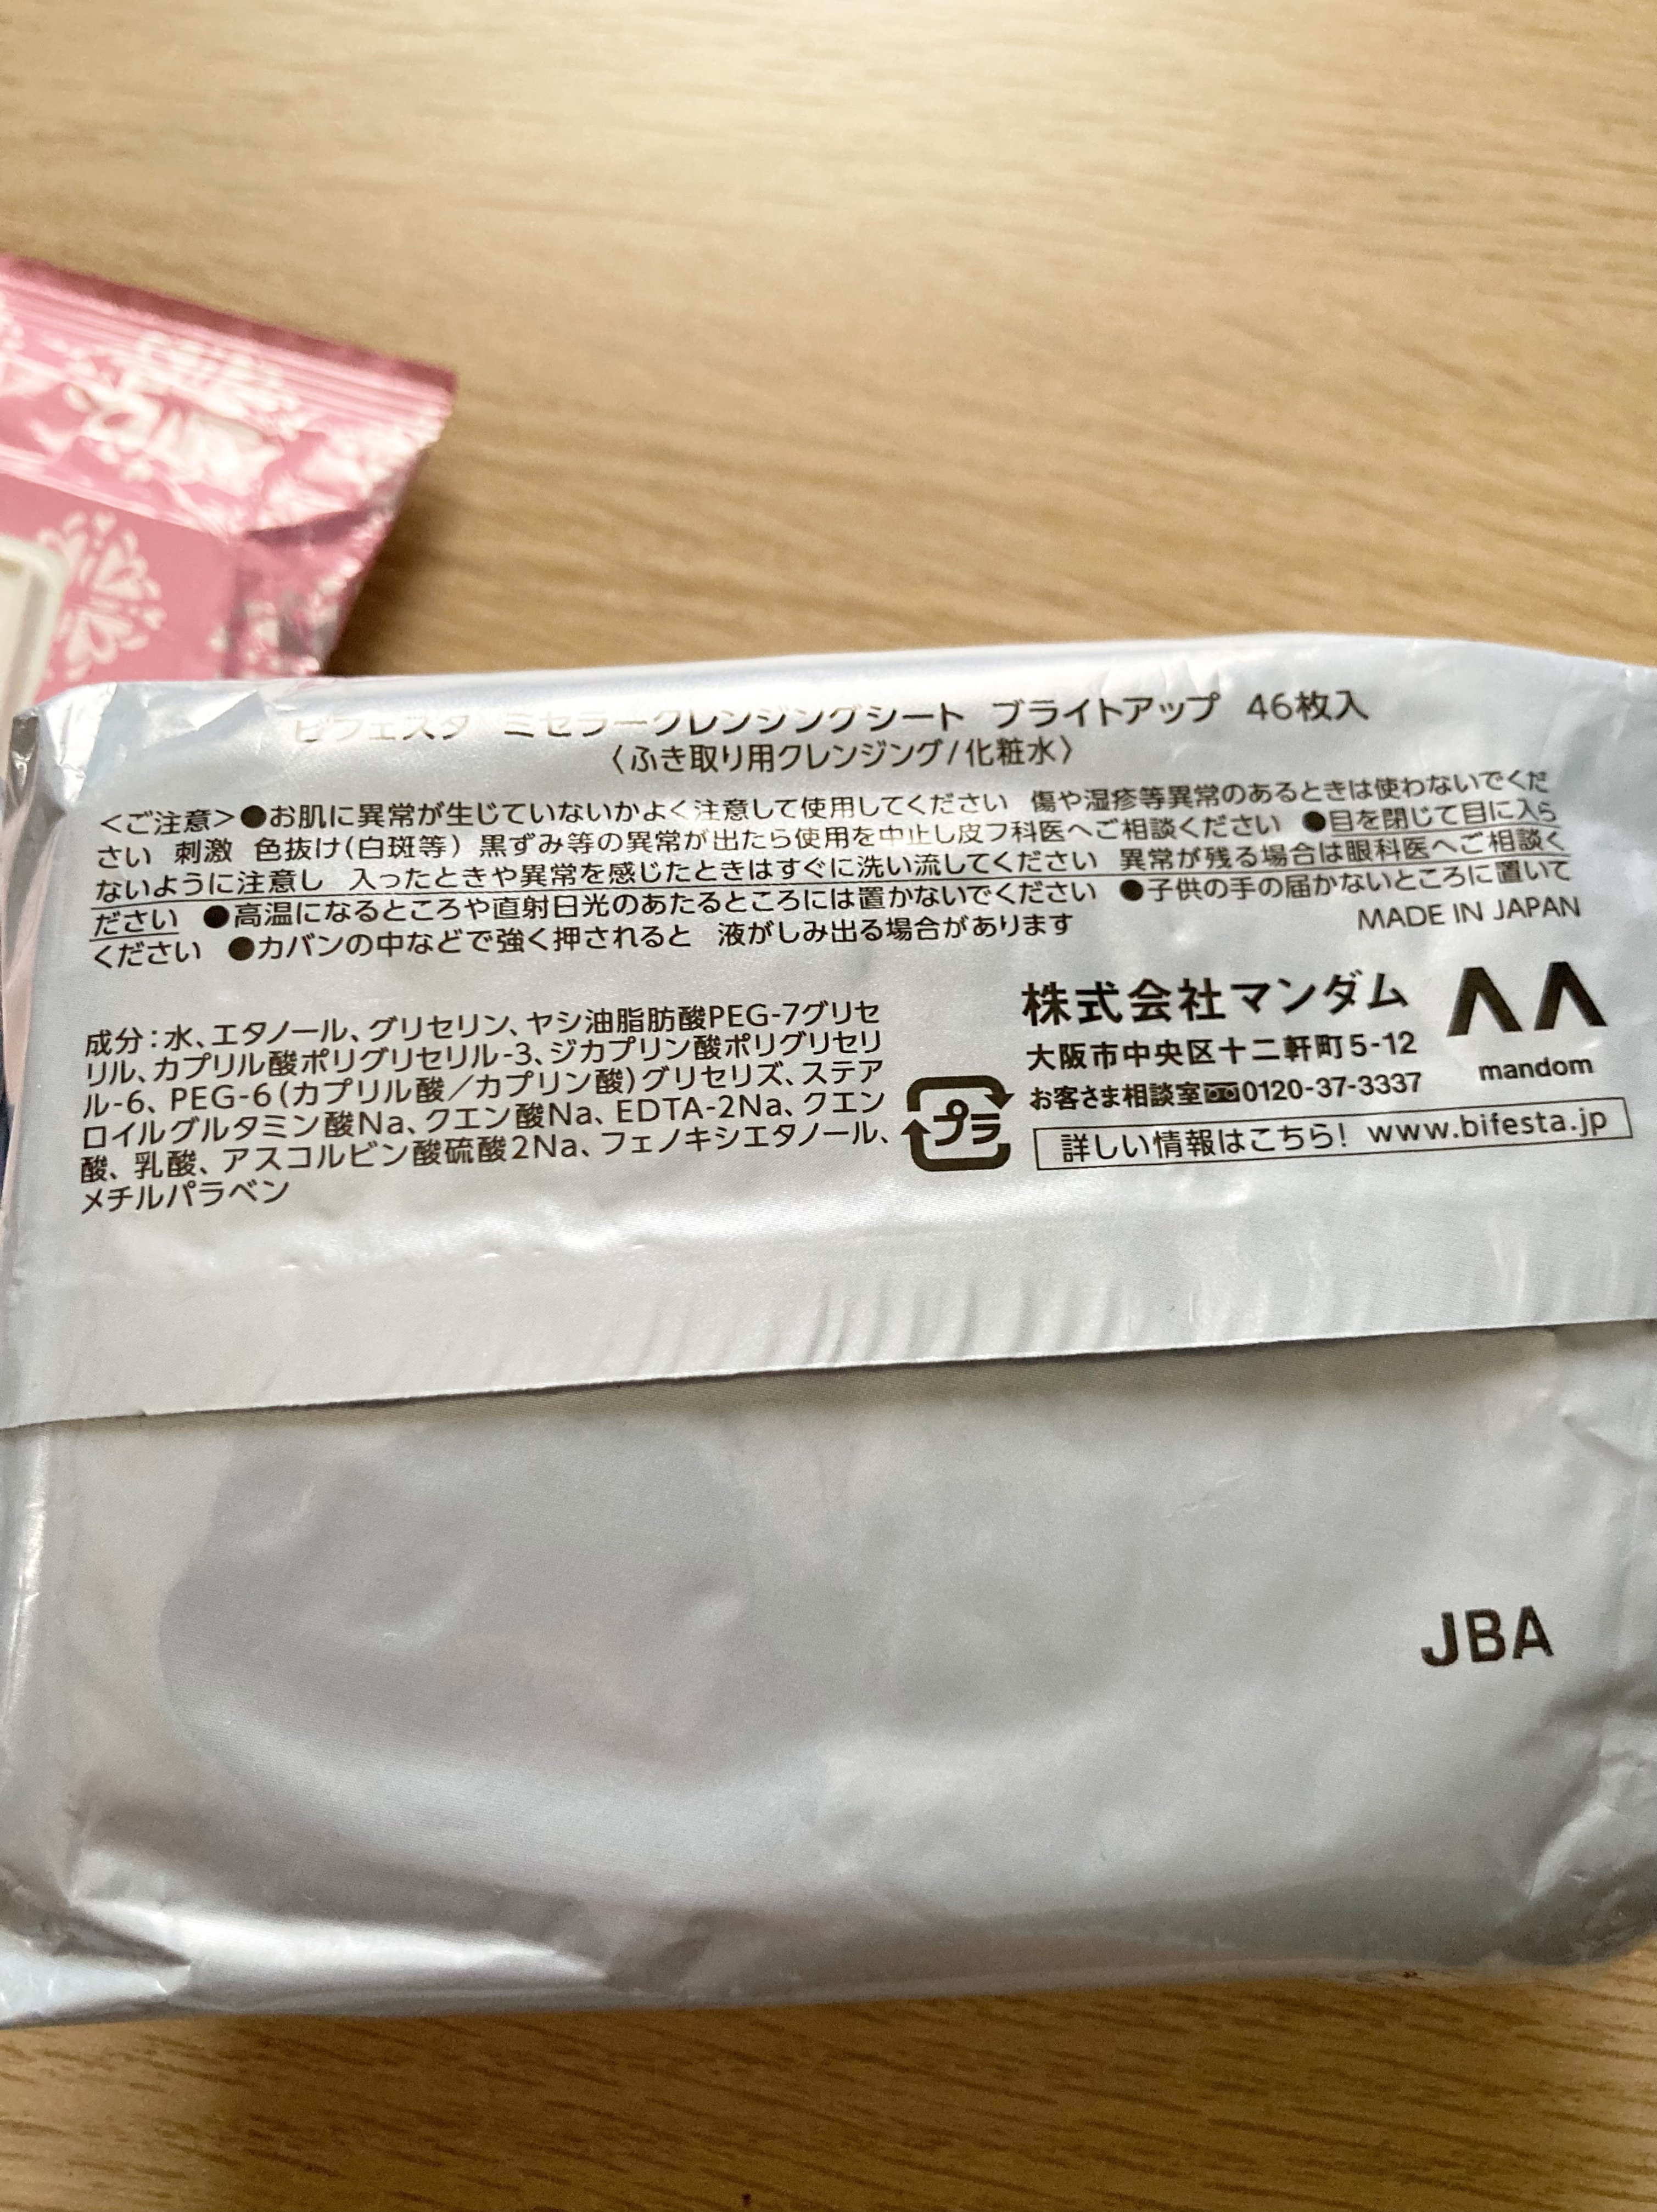 ビフェスタ ミセラークレンジングシート ブライトアップ 46枚入
〈ふき取り用クレンジング/化粧水〉
＜ご注意＞●お肌に異常が生じていないかよく注意して使用してください 傷や湿疹等異常のあるときは使わないでくだ
さい 刺激 色抜け(白斑等) 黒ずみ等の異常が出たら使用を中止し皮フ科医へご相談ください ●目を閉じて目に入ら
ないように注意し 入ったときや異常を感じたときはすぐに洗い流してください 異常が残る場合は眼科医へご相談く
ださい ●高温になるところや直射日光のあたるところには置かないでください ●子供の手の届かないところに置いて
ください ●カバンの中などで強く押されると 液がしみ出る場合があります
MADE IN JAPAN
成分：水、エタノール、グリセリン、ヤシ油脂肪酸PEG-7グリセ
リル、カプリル酸ポリグリセリル-3、ジカプリン酸ポリグリセリ
ル-6、PEG-6(カプリル酸／カプリン酸)グリセリズ、ステア
ロイルグルタミン酸Na、クエン酸Na、EDTA-2Na、クエン
酸、乳酸、アスコルビン酸硫酸2Na、フェノキシエタノール、
メチルパラベン
プラ
株式会社マンダム
大阪市中央区十二軒町5-12
お客さま相談室0120-37-3337
mandom
詳しい情報はこちら! www.bifesta.jp
JBA